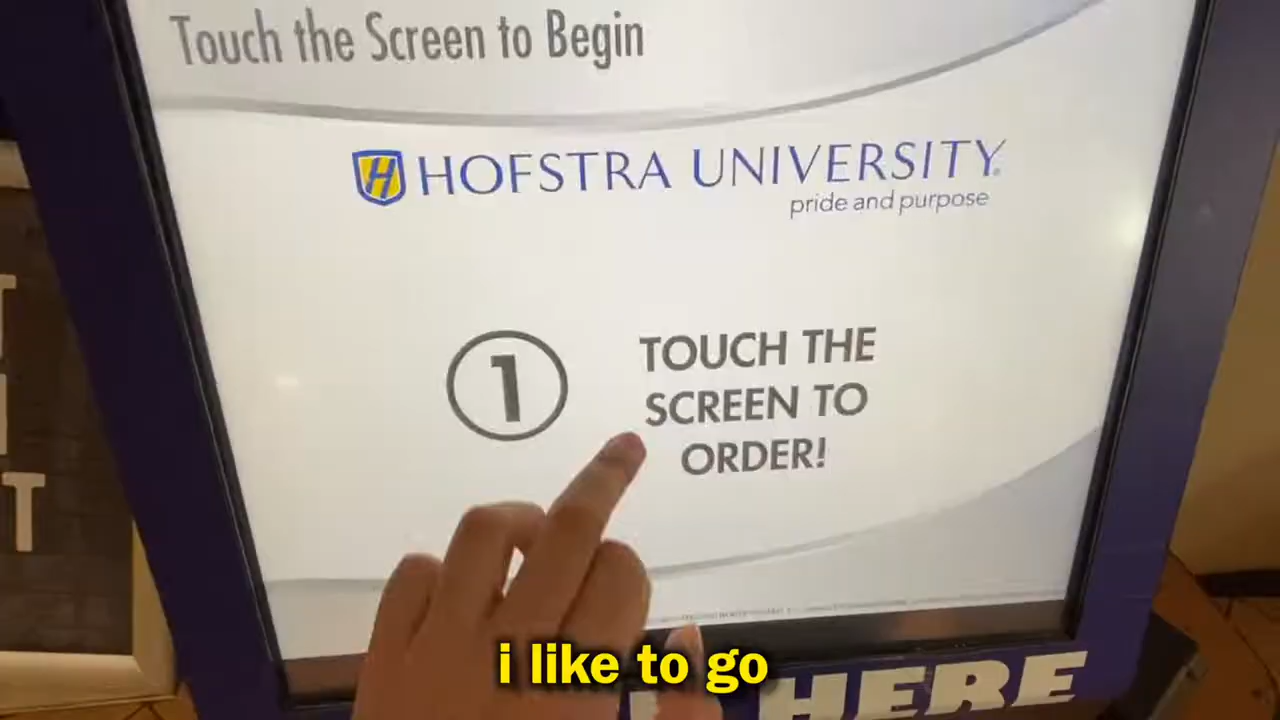 Touch the Screen to Begin
HOFSTRA UNIVERSITY
pride and purpose
1
TOUCH THE
SCREEN TO
ORDER!
i like to go
HERE